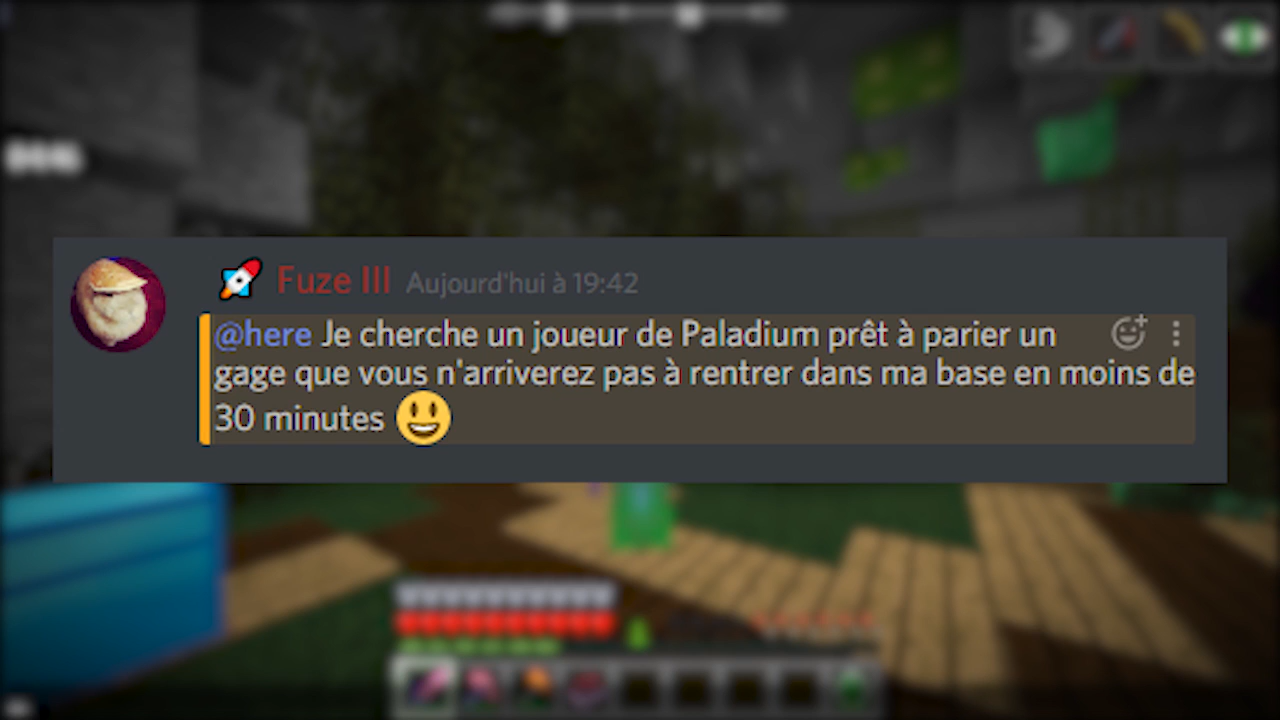 Fuze III Aujourd'hui à 19:42
@here Je cherche un joueur de Paladium prêt à parier un
gage que vous n'arriverez pas à rentrer dans ma base en moins de
30 minutes